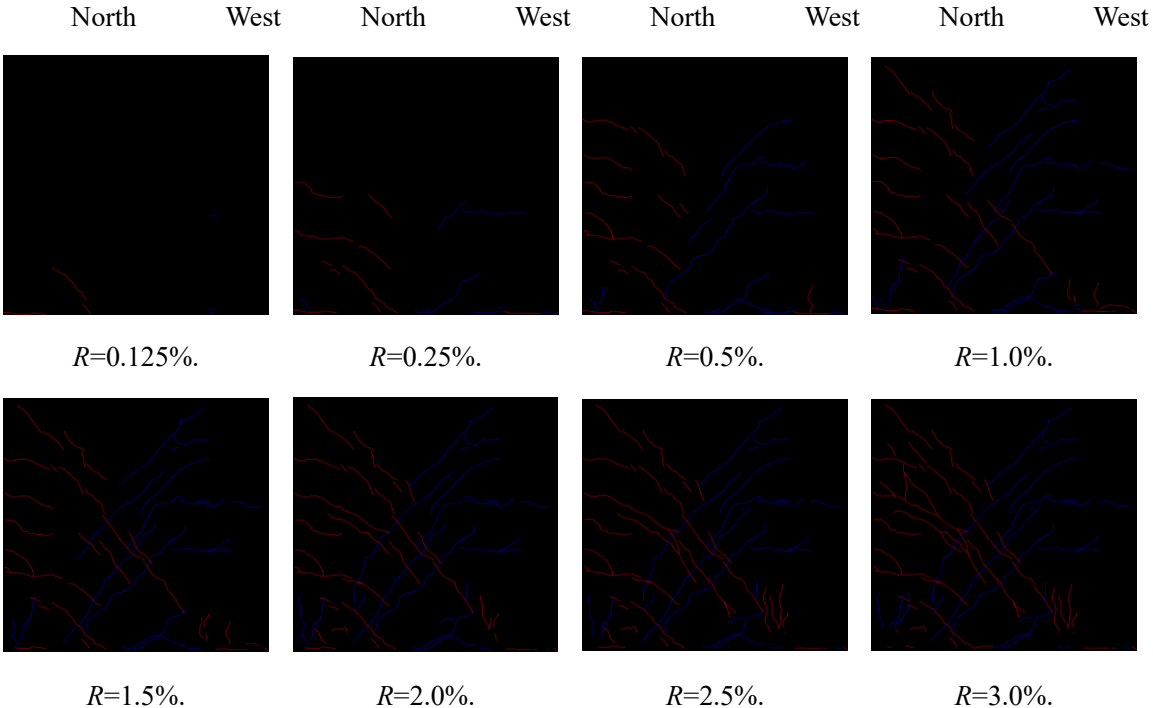 North West North West North West North West
R=0.125%. R=0.25%. R=0.5%. R=1.0%.
R=1.5%. R=2.0%. R=2.5%. R=3.0%.